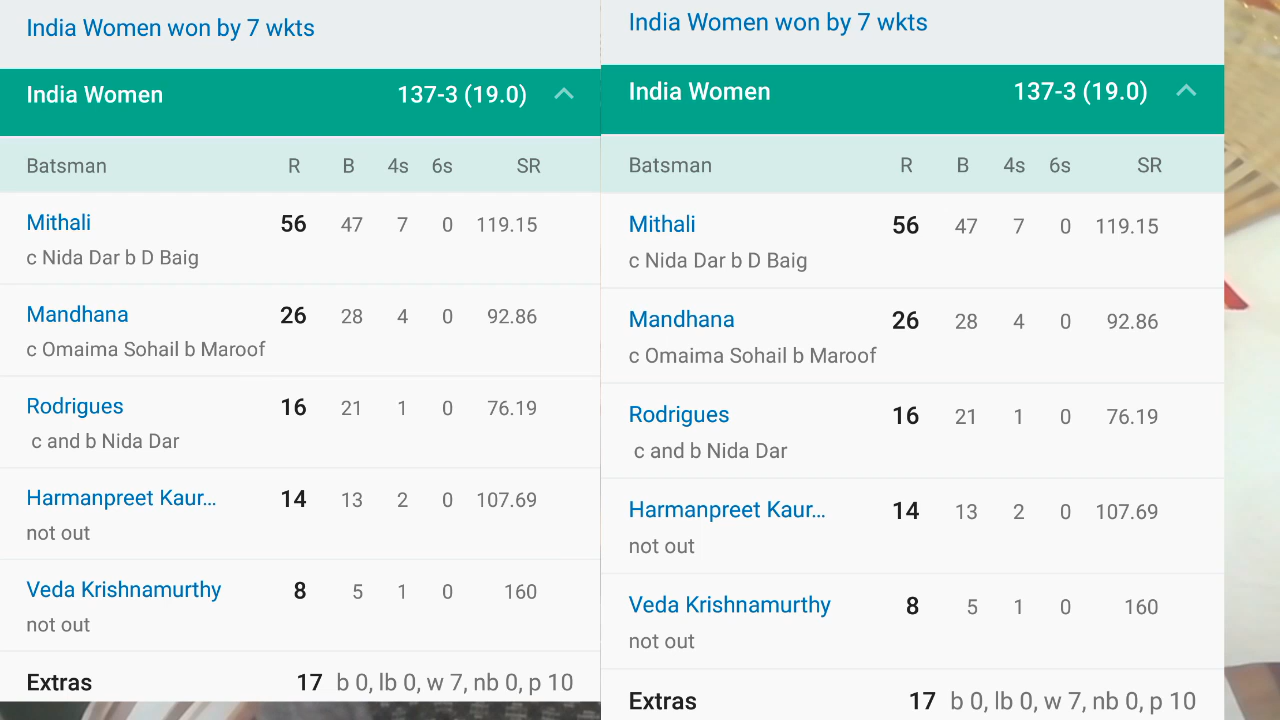 India Women won by 7 wkts
India Women 137-3 (19.0)
Batsman R B 4s 6s SR
Mithali 56 47 7 0 119.15
c Nida Dar b D Baig
Mandhana 26 28 4 0 92.86
c Omaima Sohail b Maroof
Rodrigues 16 21 1 0 76.19
c and b Nida Dar
Harmanpreet Kaur... 14 13 2 0 107.69
not out
Veda Krishnamurthy 8 5 1 0 160
not out
Extras 17 b 0, lb 0, w 7, nb 0, p 10
India Women won by 7 wkts
India Women 137-3 (19.0)
Batsman R B 4s 6s SR
Mithali 56 47 7 0 119.15
c Nida Dar b D Baig
Mandhana 26 28 4 0 92.86
c Omaima Sohail b Maroof
Rodrigues 16 21 1 0 76.19
c and b Nida Dar
Harmanpreet Kaur... 14 13 2 0 107.69
not out
Veda Krishnamurthy 8 5 1 0 160
not out
Extras 17 b 0, lb 0, w 7, nb 0, p 10